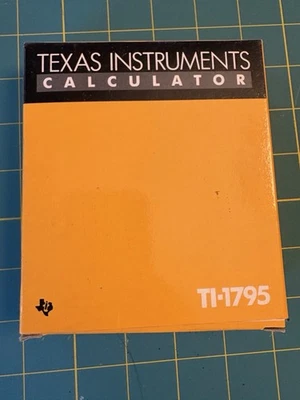 TEXAS INSTRUMENTS
CALCULATOR
TI-1795